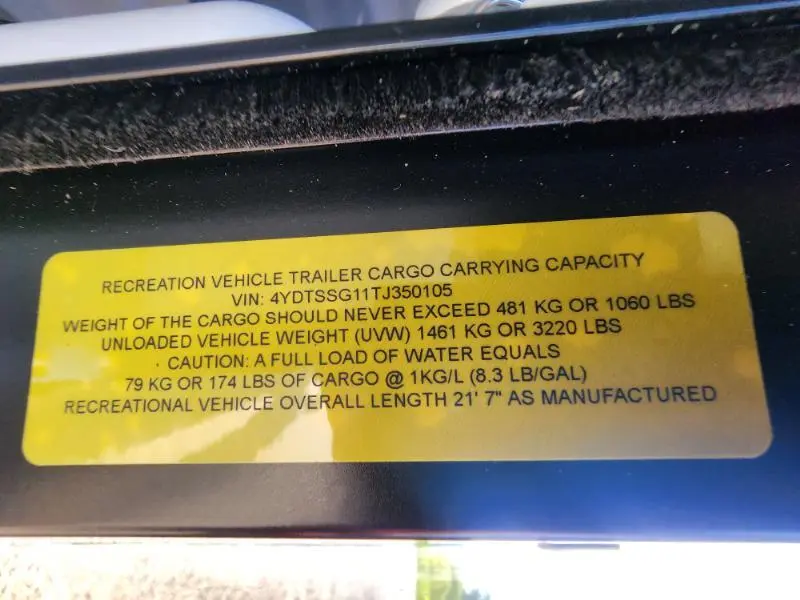 RECREATION VEHICLE TRAILER CARGO CARRYING CAPACITY
VIN: 4YDTSSG11TJ350105
WEIGHT OF THE CARGO SHOULD NEVER EXCEED 481 KG OR 1060 LBS
UNLOADED VEHICLE WEIGHT (UVW) 1461 KG OR 3220 LBS
CAUTION: A FULL LOAD OF WATER EQUALS
79 KG OR 174 LBS OF CARGO @ 1KG/L (8.3 LB/GAL)
RECREATIONAL VEHICLE OVERALL LENGTH 21' 7" AS MANUFACTURED